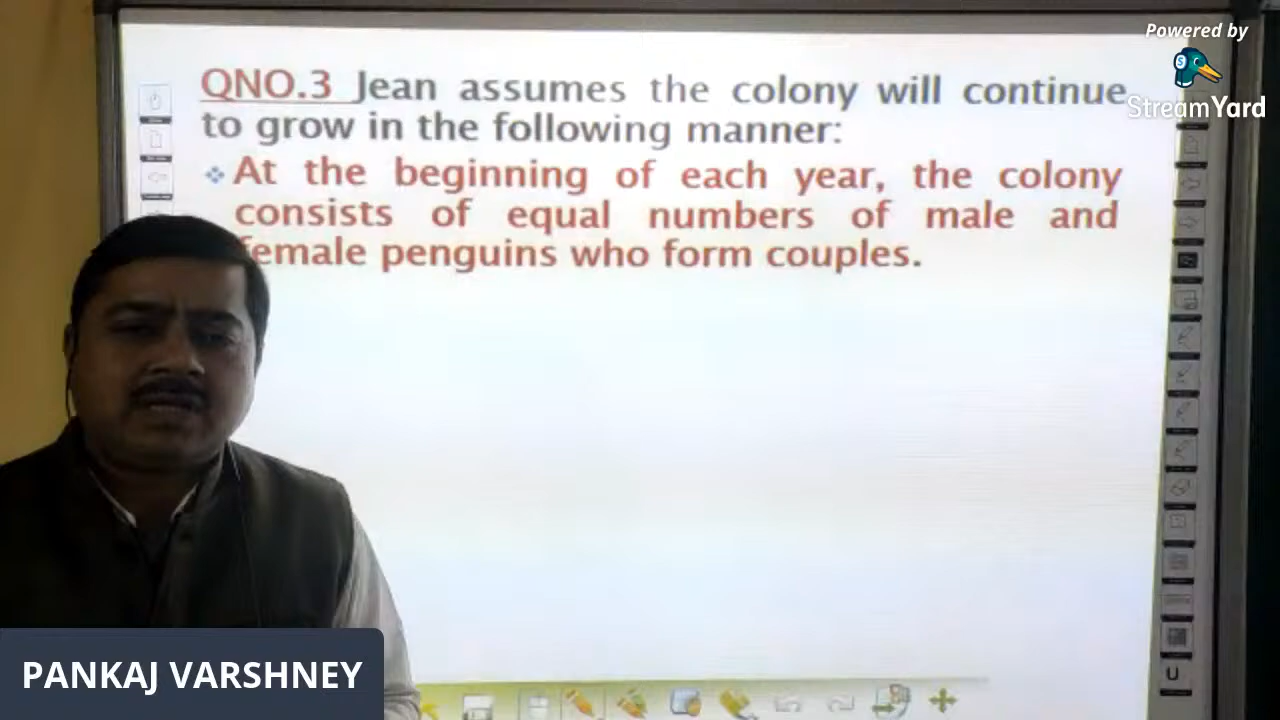 Powered by
StreamYard
QNO.3 Jean assumes the colony will continue
to grow in the following manner:
❖ At the beginning of each year, the colony
consists of equal numbers of male and
female penguins who form couples.
PANKAJ VARSHNEY